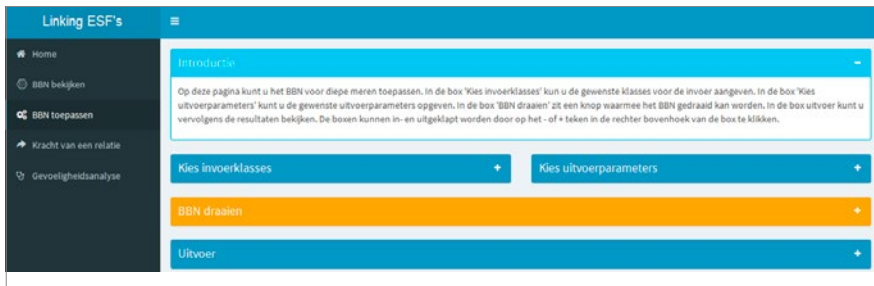 Linking ESF's
Home
BBN bekijken
BBN toepassen
Kracht van een relatie
Gevoeligheidsanalyse
Introductie
Op deze pagina kunt u het BBN voor diepe meren toepassen. In de box 'Kies invoerklasses' kun u de gewenste klasses voor de invoer aangeven. In de box 'Kies
uitvoerparameters' kunt u de gewenste uitvoerparameters opgeven. In de box 'BBN draaien' zit een knop waarmee het BBN gedraaid kan worden. In de box uitvoer kunt u
vervolgens de resultaten bekijken. De boxen kunnen in- en uitgeklapt worden door op het - of + teken in de rechter bovenhoek van de box te klikken.
Kies invoerklasses
Kies uitvoerparameters
BBN draaien
Uitvoer